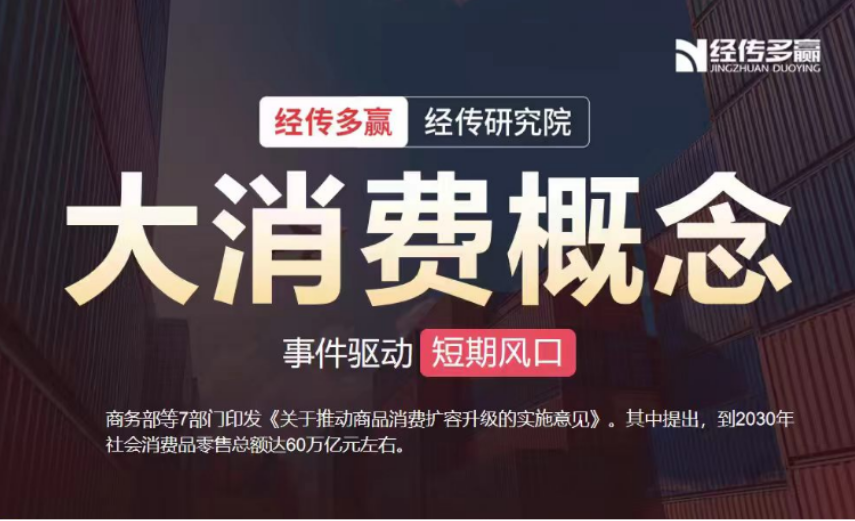 经传多赢
JINGZHUAN DUOYING
经传多赢 经传研究院
大消费概念
事件驱动 短期风口
商务部等7部门印发《关于推动商品消费扩容升级的实施意见》。其中提出，到2030年
社会消费品零售总额达60万亿元左右。